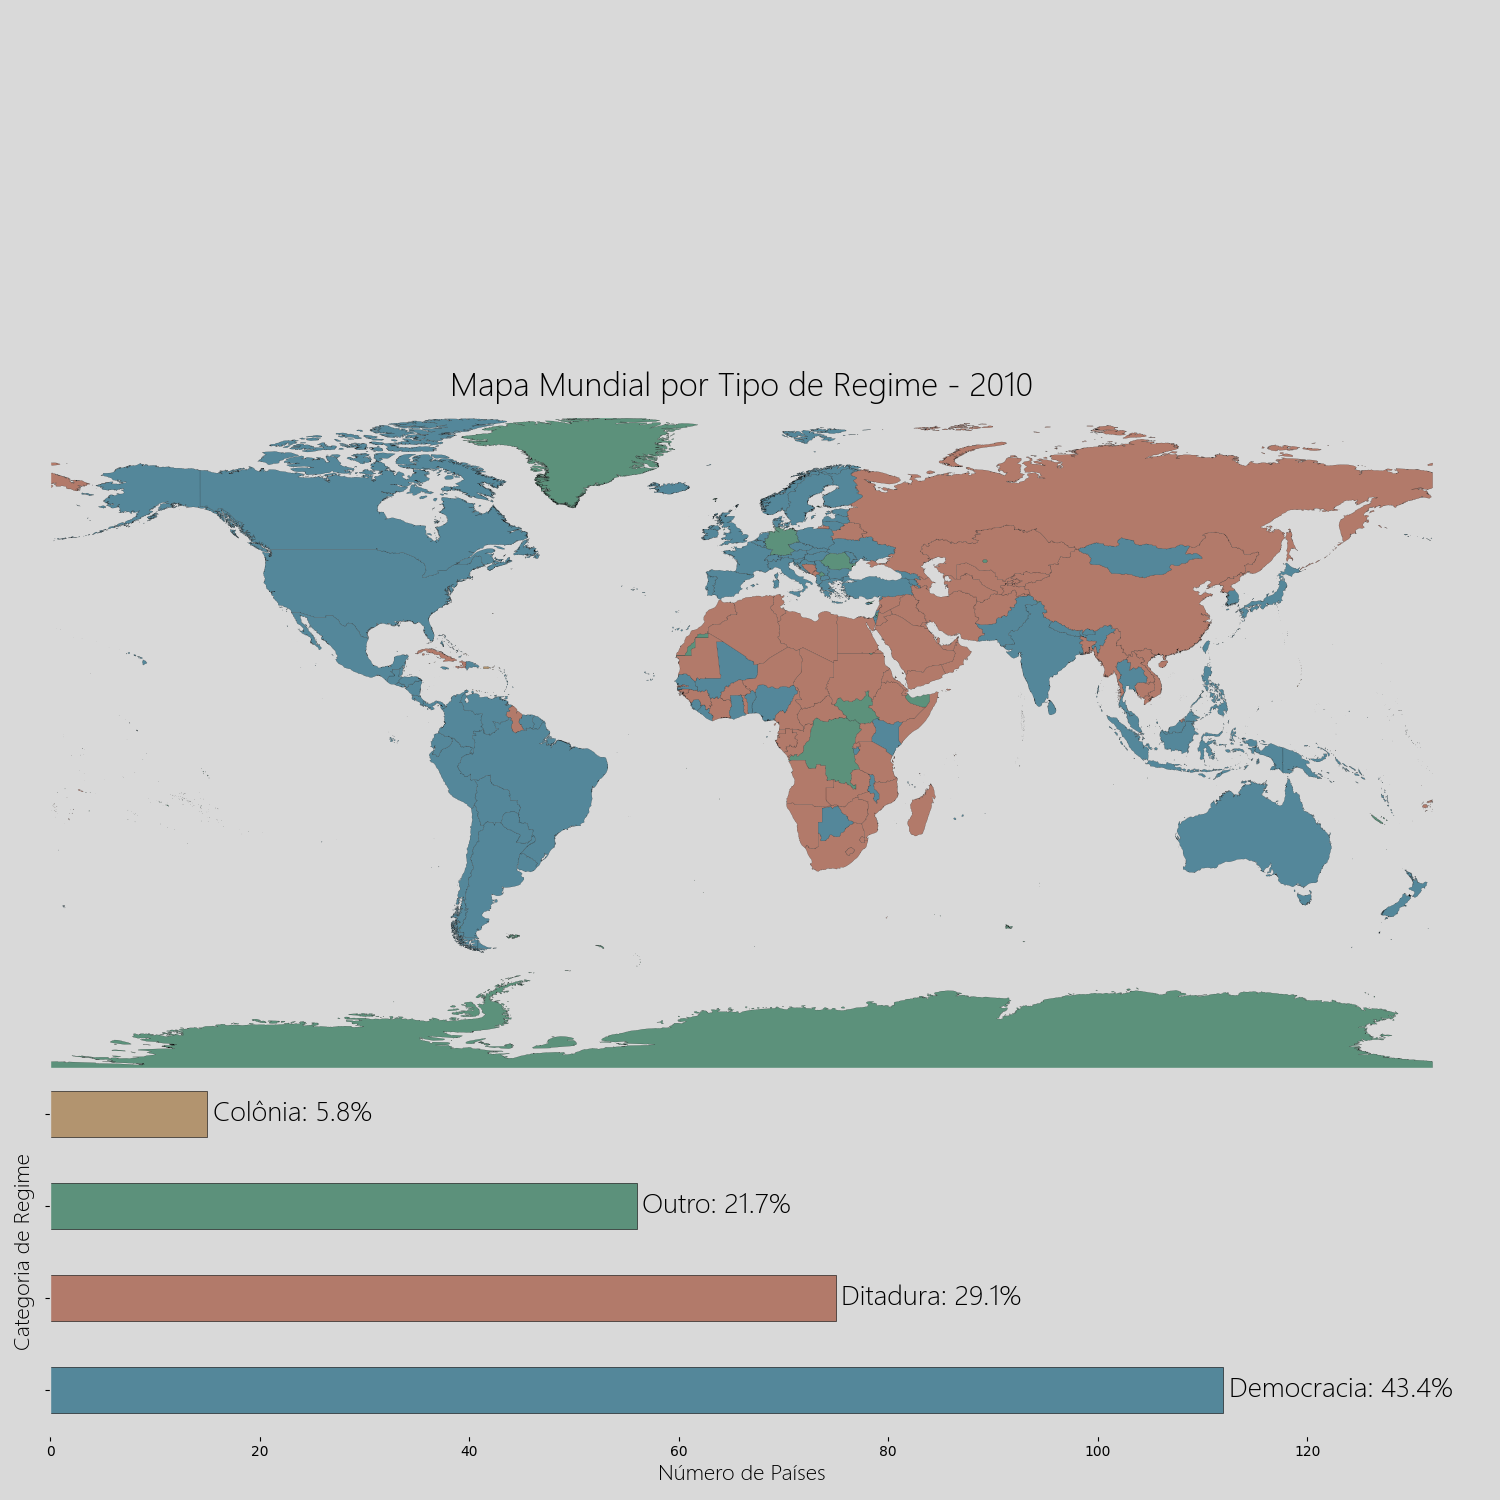 Mapa Mundial por Tipo de Regime - 2010
Colônia: 5.8%
Outro: 21.7%
Ditadura: 29.1%
Democracia: 43.4%
Categoria de Regime
0 20 40 60 80 100 120
Número de Países